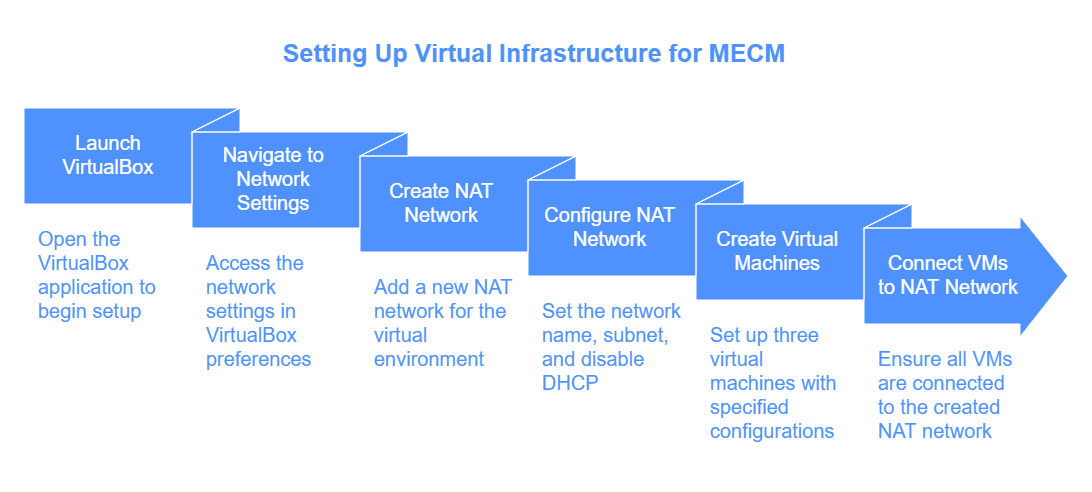 Setting Up Virtual Infrastructure for MECM
Launch
VirtualBox
Open the
VirtualBox
application to
begin setup
Navigate to
Network
Settings
Access the
network
settings in
VirtualBox
preferences
Create NAT
Network
Add a new NAT
network for the
virtual
environment
Configure NAT
Network
Set the network
name, subnet,
and disable
DHCP
Create Virtual
Machines
Set up three
virtual
machines with
specified
configurations
Connect VMs
to NAT Network
Ensure all VMs
are connected
to the created
NAT network